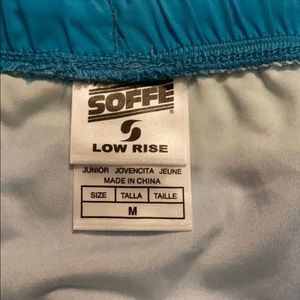 SOFFE
LOW RISE
JUNIOR JOVENCITA JEUNE
MADE IN CHINA
SIZE TALLA TAILLE
M